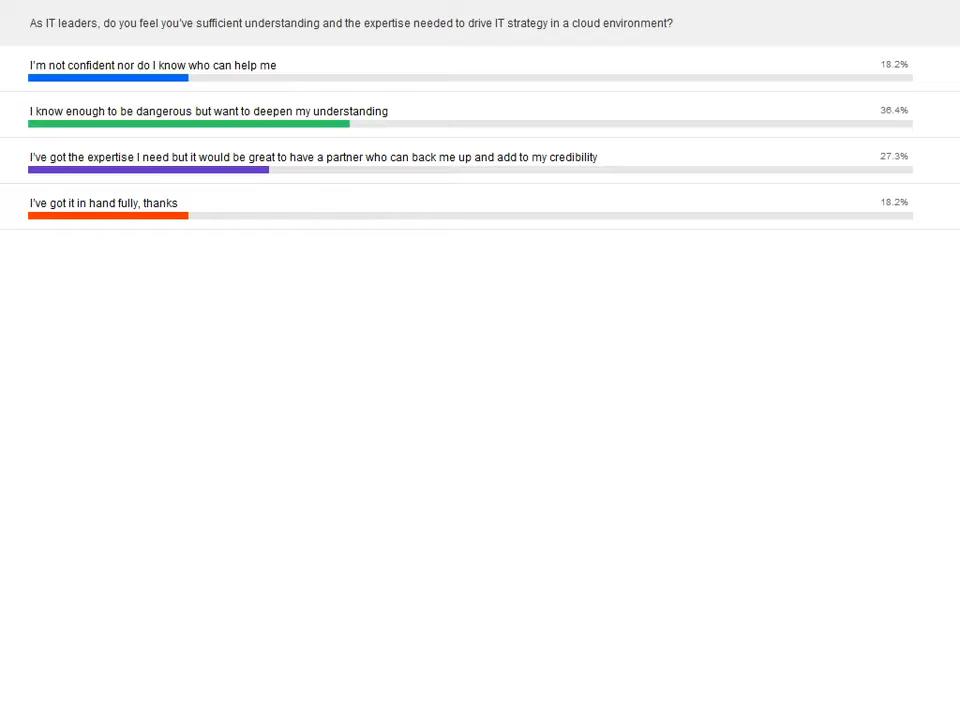 As IT leaders, do you feel you've sufficient understanding and the expertise needed to drive IT strategy in a cloud environment?
I'm not confident nor do I know who can help me
18.2%
I know enough to be dangerous but want to deepen my understanding
36.4%
I've got the expertise I need but it would be great to have a partner who can back me up and add to my credibility
27.3%
I've got it in hand fully, thanks
18.2%